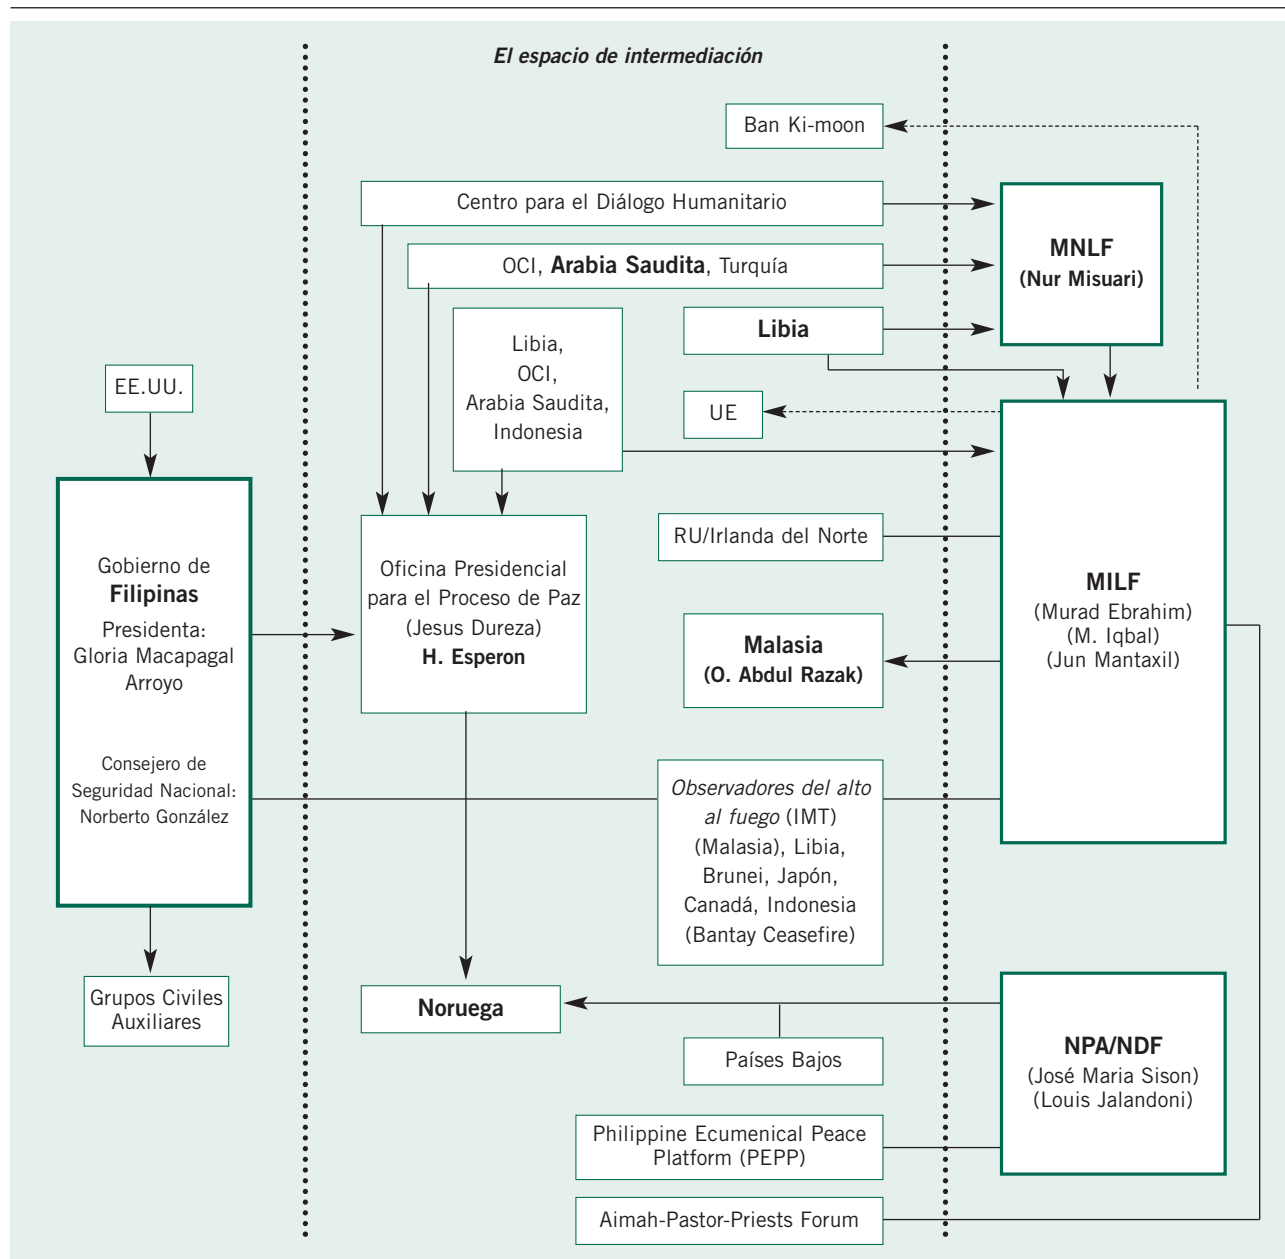 El espacio de intermediación
Ban Ki-moon
Centro para el Diálogo Humanitario
MNLF
(Nur Misuari)
OCI, Arabia Saudita, Turquía
Libia
Libia,
OCI,
Arabia Saudita,
Indonesia
EE.UU.
UE
RU/Irlanda del Norte
Gobierno de
Filipinas
Presidenta:
Gloria Macapagal
Arroyo
Consejero de
Seguridad Nacional:
Norberto González
Oficina Presidencial
para el Proceso de Paz
(Jesus Dureza)
H. Esperon
MILF
(Murad Ebrahim)
(M. Iqbal)
(Jun Mantaxil)
Malasia
(O. Abdul Razak)
Observadores del alto
al fuego (IMT)
(Malasia), Libia,
Brunei, Japón,
Canadá, Indonesia
(Bantay Ceasefire)
Grupos Civiles
Auxiliares
Noruega
Países Bajos
NPA/NDF
(José Maria Sison)
(Louis Jalandoni)
Philippine Ecumenical Peace
Platform (PEPP)
Aimah-Pastor-Priests Forum